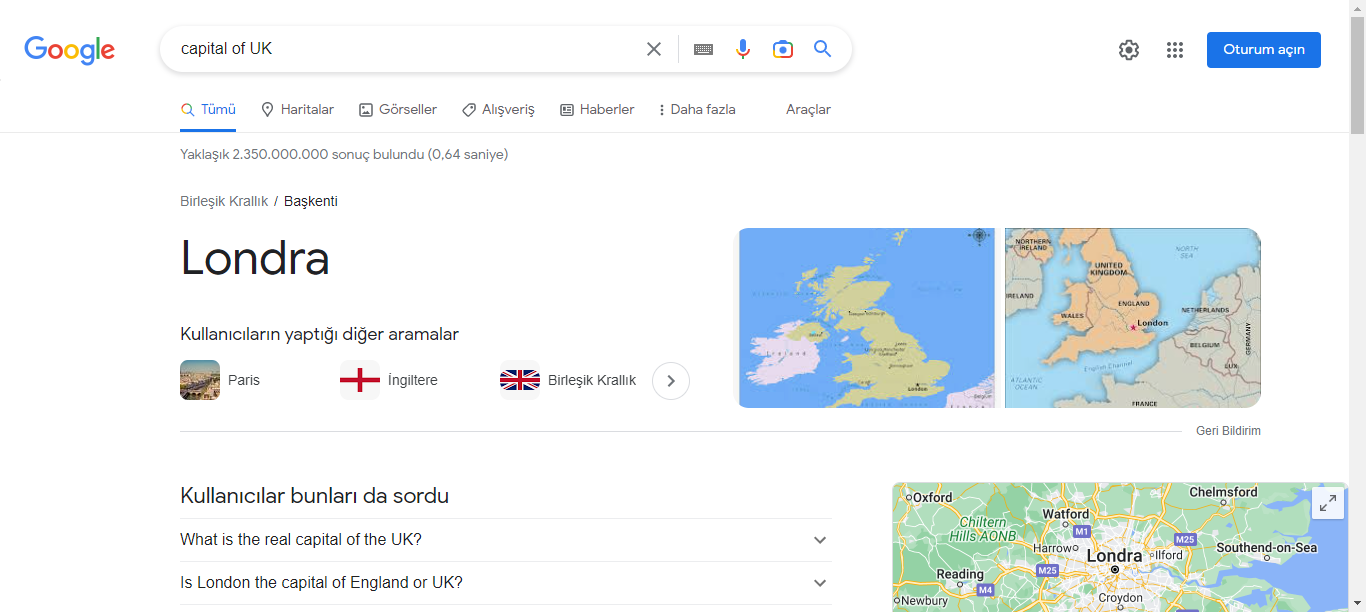 Google
capital of UK
Oturum açın
Tümü
Haritalar
Görseller
Alışveriş
Haberler
Daha fazla
Araçlar
Yaklaşık 2.350.000.000 sonuç bulundu (0,64 saniye)
Birleşik Krallık / Başkenti
Londra
Kullanıcıların yaptığı diğer aramalar
Paris
İngiltere
Birleşik Krallık
Ireland
London
NORTHERN
IRELAND
NORTH
SEA
UNITED
KINGDOM
IRELAND
ENGLAND
WALES
London
NETHERLANDS
BELGIUM
GERMANY
LUX.
English Channel
ATLANTIC
OCEAN
FRANCE
Geri Bildirim
Kullanıcılar bunları da sordu
What is the real capital of the UK?
Is London the capital of England or UK?
Oxford
Chelmsford
Watford
Chiltern
Hills AONB
M1
M25
Harrow
Londra
Ilford
Southend-on-Sea
Reading
M25
M4
Croydon
Newbury